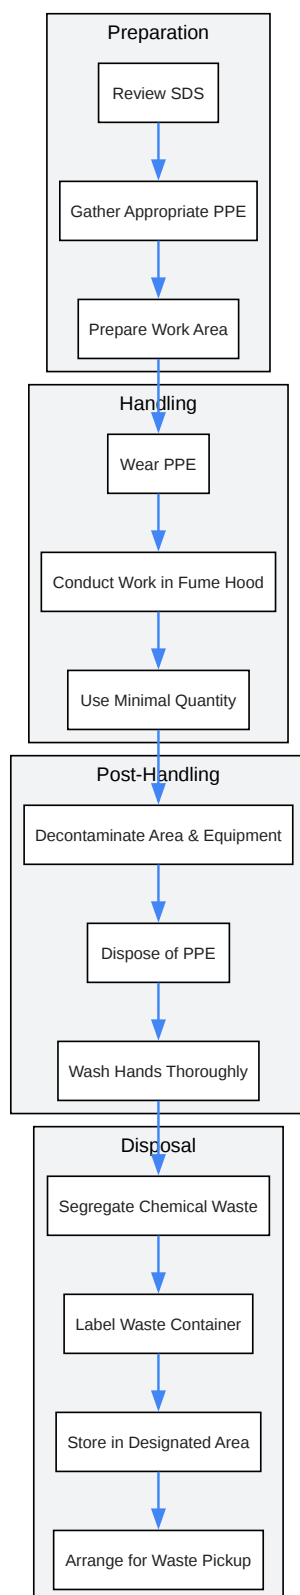 Preparation
Review SDS
Gather Appropriate PPE
Prepare Work Area
Handling
Wear PPE
Conduct Work in Fume Hood
Use Minimal Quantity
Post-Handling
Decontaminate Area & Equipment
Dispose of PPE
Wash Hands Thoroughly
Disposal
Segregate Chemical Waste
Label Waste Container
Store in Designated Area
Arrange for Waste Pickup